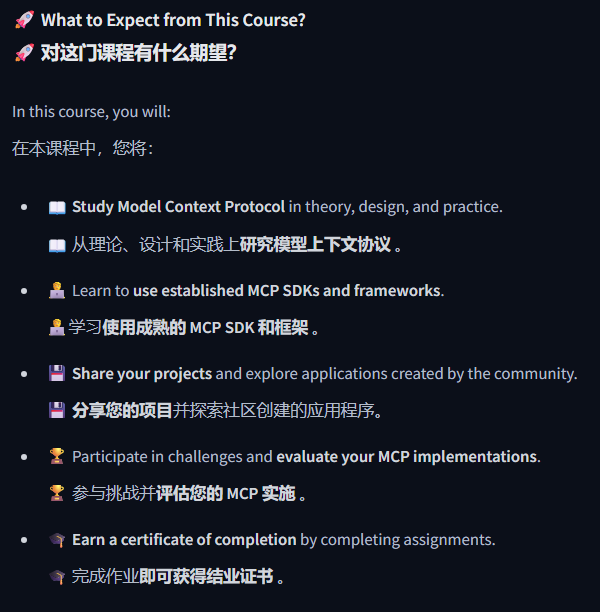 🚀 What to Expect from This Course?
🚀 对这门课程有什么期望？
In this course, you will:
在本课程中，您将：
• 📖 Study Model Context Protocol in theory, design, and practice.
📖 从理论、设计和实践上研究模型上下文协议 。
• 🧑‍💻 Learn to use established MCP SDKs and frameworks.
🧑‍💻学习使用成熟的 MCP SDK 和框架 。
• 💾 Share your projects and explore applications created by the community.
💾 分享您的项目并探索社区创建的应用程序。
• 🏆 Participate in challenges and evaluate your MCP implementations.
🏆 参与挑战并评估您的 MCP 实施 。
• 🎓 Earn a certificate of completion by completing assignments.
🎓 完成作业即可获得结业证书 。